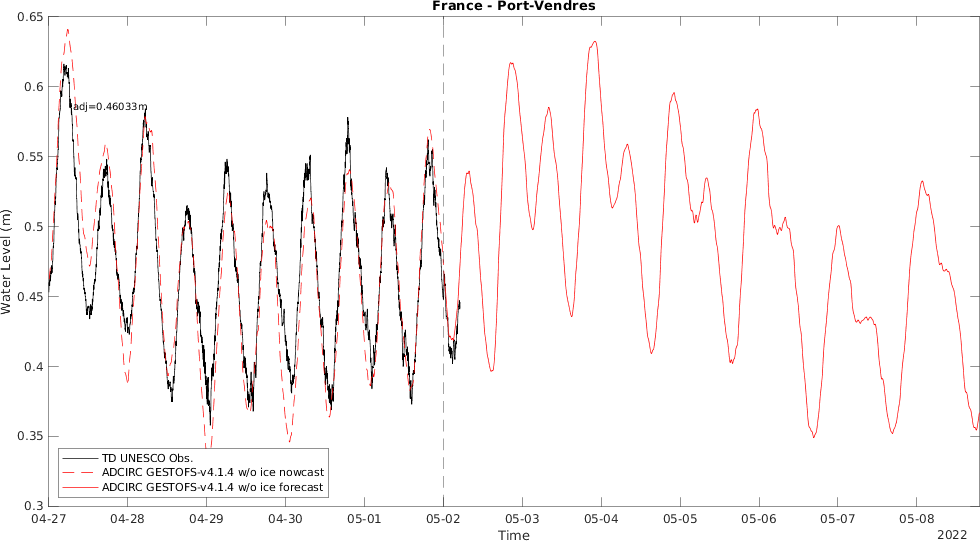 France - Port-Vendres
0.65
0.6
0.55
0.5
0.45
0.4
0.35
0.3
Water Level (m)
adj=0.46033m
TD UNESCO Obs.
ADCIRC GESTOFS-v4.1.4 w/o ice nowcast
ADCIRC GESTOFS-v4.1.4 w/o ice forecast
04-27 04-28 04-29 04-30 05-01 05-02 05-03 05-04 05-05 05-06 05-07 05-08
Time
2022